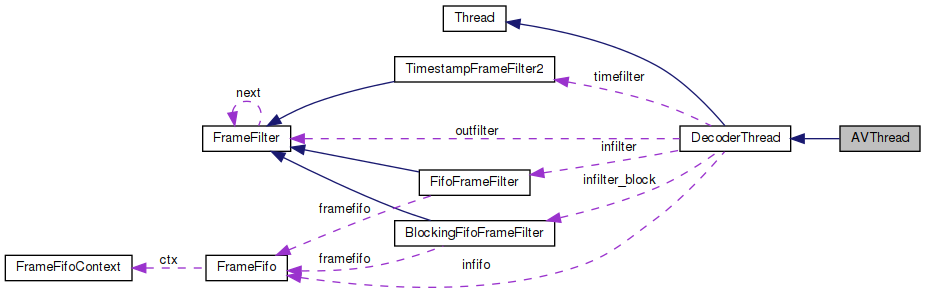 Thread
TimestampFrameFilter2
timefilter
next
FrameFilter
outfilter
DecoderThread
AVThread
infilter
FifoFrameFilter
infilter_block
framefifo
BlockingFifoFrameFilter
framefifo
ctx
infifo
FrameFifoContext
FrameFifo